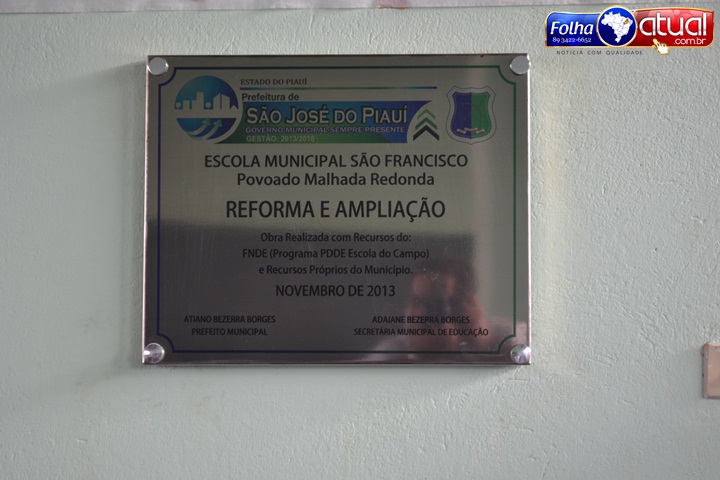 Folha atual.com.br
89 3422-6652
NOTÍCIA COM QUALIDADE
ESTADO DO PIAUÍ
Prefeitura de
SÃO JOSÉ DO PIAUÍ
GOVERNO MUNICIPAL SEMPRE PRESENTE
GESTÃO: 2013/2016
ESCOLA MUNICIPAL SÃO FRANCISCO
Povoado Malhada Redonda
REFORMA E AMPLIAÇÃO
Obra Realizada com Recursos do:
FNDE (Programa PDDE Escola do Campo)
e Recursos Próprios do Município.
NOVEMBRO DE 2013
ATIANO BEZERRA BORGES
PREFEITO MUNICIPAL
ADAIANE BEZERRA BORGES
SECRETÁRIA MUNICIPAL DE EDUCAÇÃO